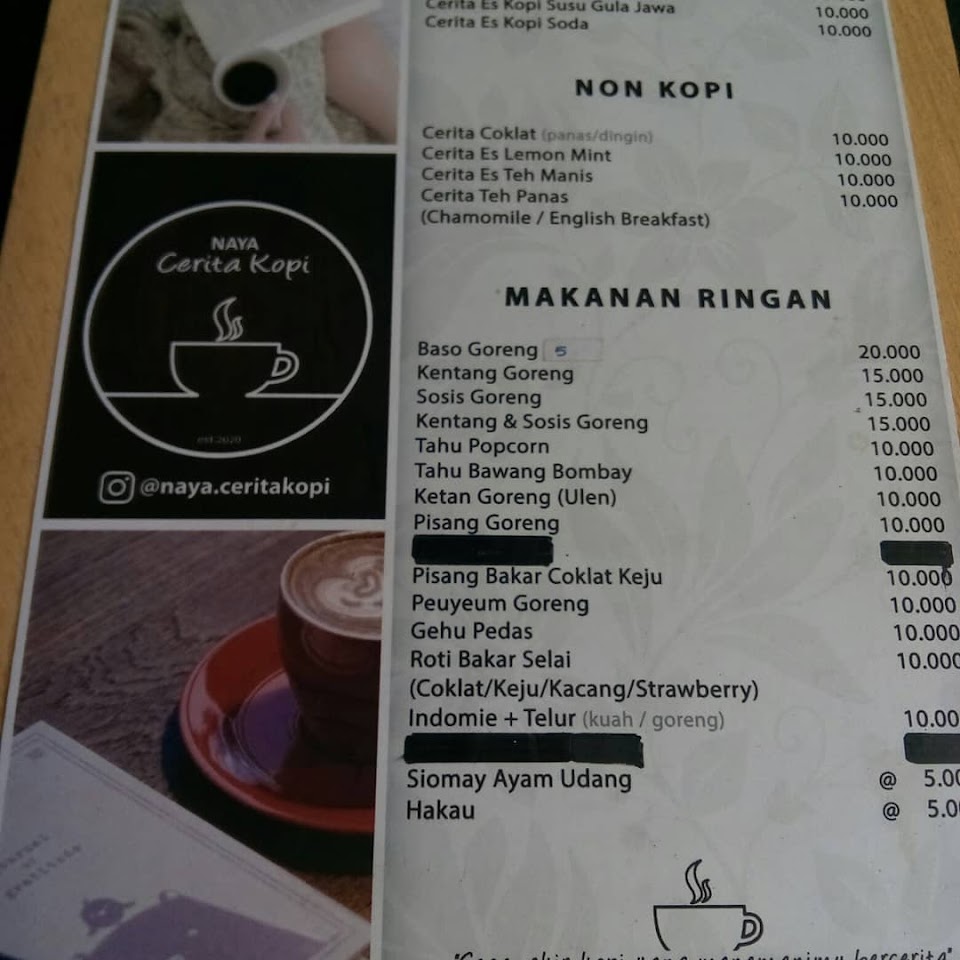 Cerita Es Kopi Susu Gula Jawa 10.000
Cerita Es Kopi Soda 10.000
NON KOPI
Cerita Coklat (panas/dingin) 10.000
Cerita Es Lemon Mint 10.000
Cerita Es Teh Manis 10.000
Cerita Teh Panas 10.000
(Chamomile / English Breakfast)
NAYA
Cerita Kopi
est.2020
@naya.ceritakopi
MAKANAN RINGAN
Baso Goreng 5 20.000
Kentang Goreng 15.000
Sosis Goreng 15.000
Kentang & Sosis Goreng 15.000
Tahu Popcorn 10.000
Tahu Bawang Bombay 10.000
Ketan Goreng (Ulen) 10.000
Pisang Goreng 10.000
Pisang Bakar Coklat Keju 10.000
Peuyeum Goreng 10.000
Gehu Pedas 10.000
Roti Bakar Selai 10.000
(Coklat/Keju/Kacang/Strawberry)
Indomie + Telur (kuah / goreng) 10.00
Siomay Ayam Udang @ 5.00
Hakau @ 5.0